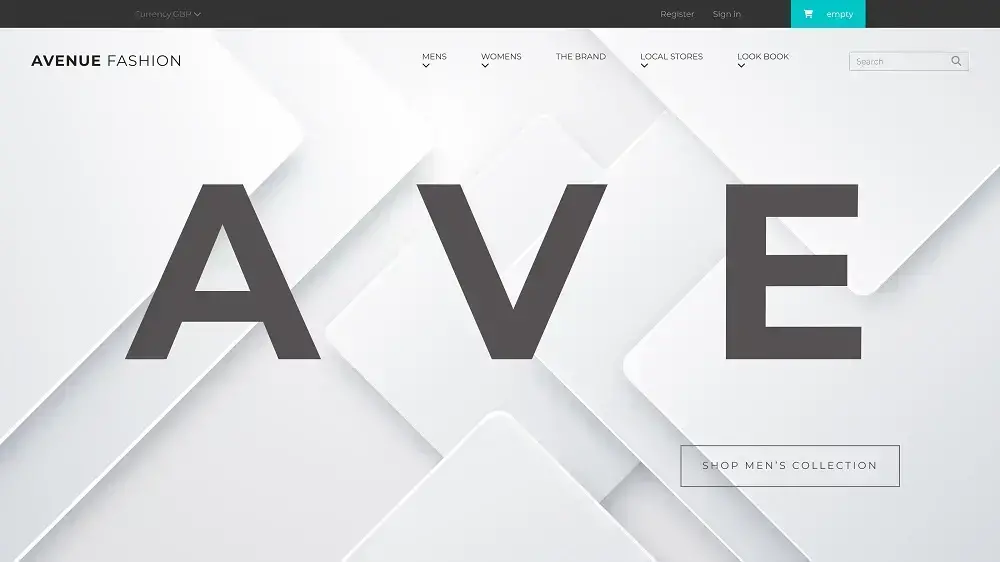 Currency:GBP
Register Sign in empty
AVENUE FASHION
MENS WOMENS THE BRAND LOCAL STORES LOOK BOOK
Search
AVE
SHOP MEN'S COLLECTION